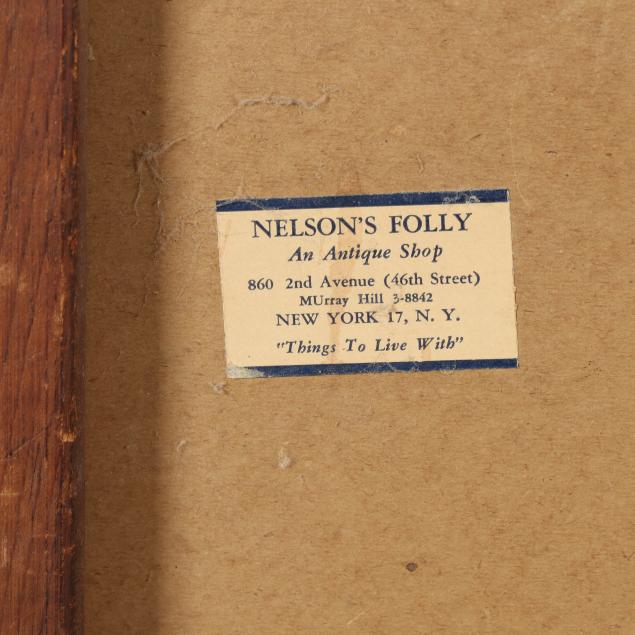 NELSON'S FOLLY
An Antique Shop
860 2nd Avenue (46th Street)
MUrray Hill 3-8842
NEW YORK 17, N. Y.
"Things To Live With"